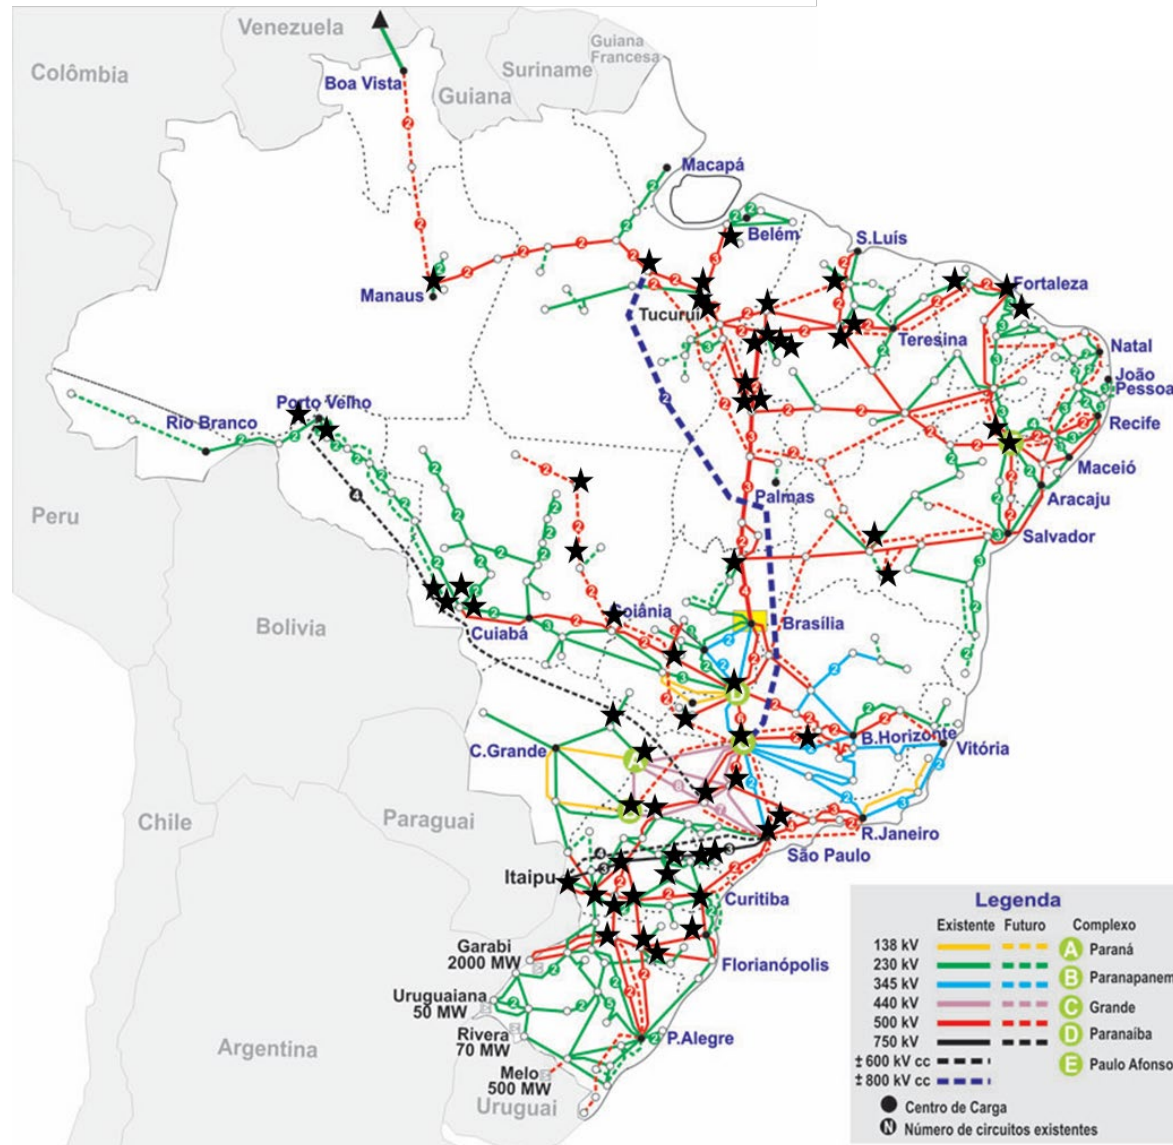 Venezuela
Guiana
Francesa
Colômbia
Suriname
Boa Vista
Guiana
Macapá
Belém
S.Luís
Manaus
Fortaleza
Tucuruí
Teresina
Natal
João
Pessoa
Porto Velho
Rio Branco
Recife
Maceió
Palmas
Aracaju
Peru
Salvador
Goiânia
Brasília
Cuiabá
Bolivia
D
B.Horizonte
Vitória
C.Grande
A
Paraguai
Chile
R.Janeiro
São Paulo
Itaipu
Curitiba
Garabi
2000 MW
Florianópolis
Uruguaiana
50 MW
Rivera
70 MW
P.Alegre
Argentina
Melo
500 MW
Uruguai
Legenda
Existente Futuro Complexo
138 kV A Paraná
230 kV B Paranapanem
345 kV C Grande
440 kV D Paranaíba
500 kV E Paulo Afonso
750 kV
± 600 kV cc
± 800 kV cc
Centro de Carga
N Número de circuitos existentes